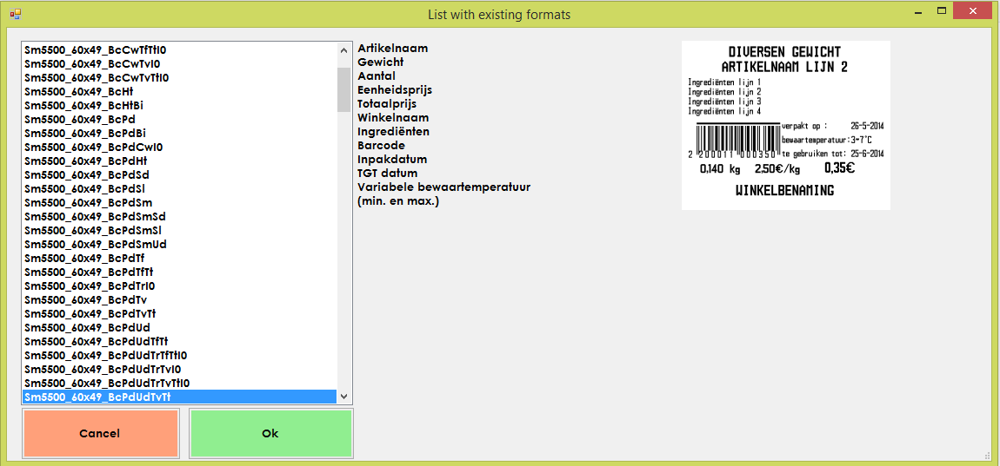 List with existing formats
Sm5500_60x49_BcCwTfTtI0
Sm5500_60x49_BcCwTvI0
Sm5500_60x49_BcCwTvTtI0
Sm5500_60x49_BcHt
Sm5500_60x49_BcHtBi
Sm5500_60x49_BcPd
Sm5500_60x49_BcPdBi
Sm5500_60x49_BcPdCwI0
Sm5500_60x49_BcPdHt
Sm5500_60x49_BcPdSd
Sm5500_60x49_BcPdSl
Sm5500_60x49_BcPdSm
Sm5500_60x49_BcPdSmSd
Sm5500_60x49_BcPdSmSl
Sm5500_60x49_BcPdSmUd
Sm5500_60x49_BcPdTf
Sm5500_60x49_BcPdTfTt
Sm5500_60x49_BcPdTrI0
Sm5500_60x49_BcPdTv
Sm5500_60x49_BcPdTvTt
Sm5500_60x49_BcPdUd
Sm5500_60x49_BcPdUdTfTt
Sm5500_60x49_BcPdUdTrTfTtI0
Sm5500_60x49_BcPdUdTrTvI0
Sm5500_60x49_BcPdUdTrTvTtI0
Sm5500_60x49_BcPdUdTvTt
Cancel
Ok
Artikelnaam
Gewicht
Aantal
Eenheidsprijs
Totaalprijs
Winkelnaam
Ingrediënten
Barcode
Inpakdatum
TGT datum
Variabele bewaartemperatuur
(min. en max.)
DIVERSEN GEWICHT
ARTIKELNAAM LIJN 2
Ingrediënten lijn 1
Ingrediënten lijn 2
Ingrediënten lijn 3
Ingrediënten lijn 4
verpakt op : 26-5-2014
bewaartemperatuur:3~7°C
2 200011 000350 te gebruiken tot: 25-6-2014
0,140 kg 2,50€/kg 0,35€
WINKELBENAMING